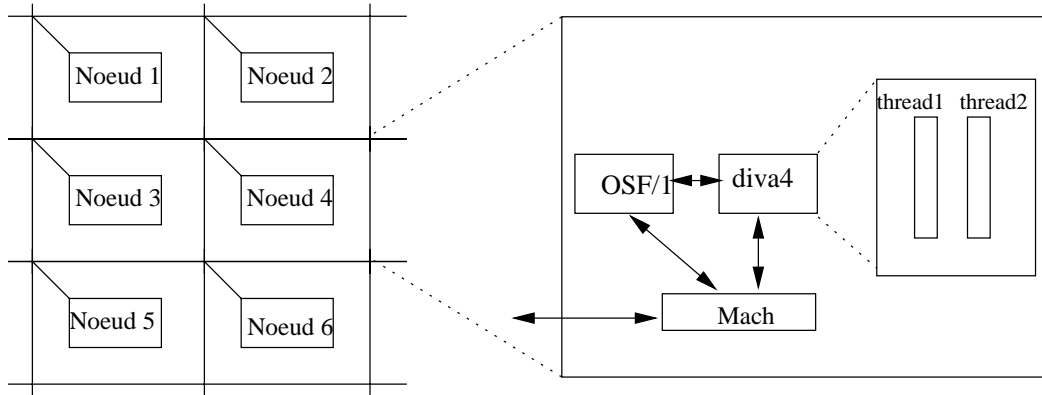 Noeud 1
Noeud 2
Noeud 3
Noeud 4
Noeud 5
Noeud 6
OSF/1
diva4
Mach
thread1
thread2